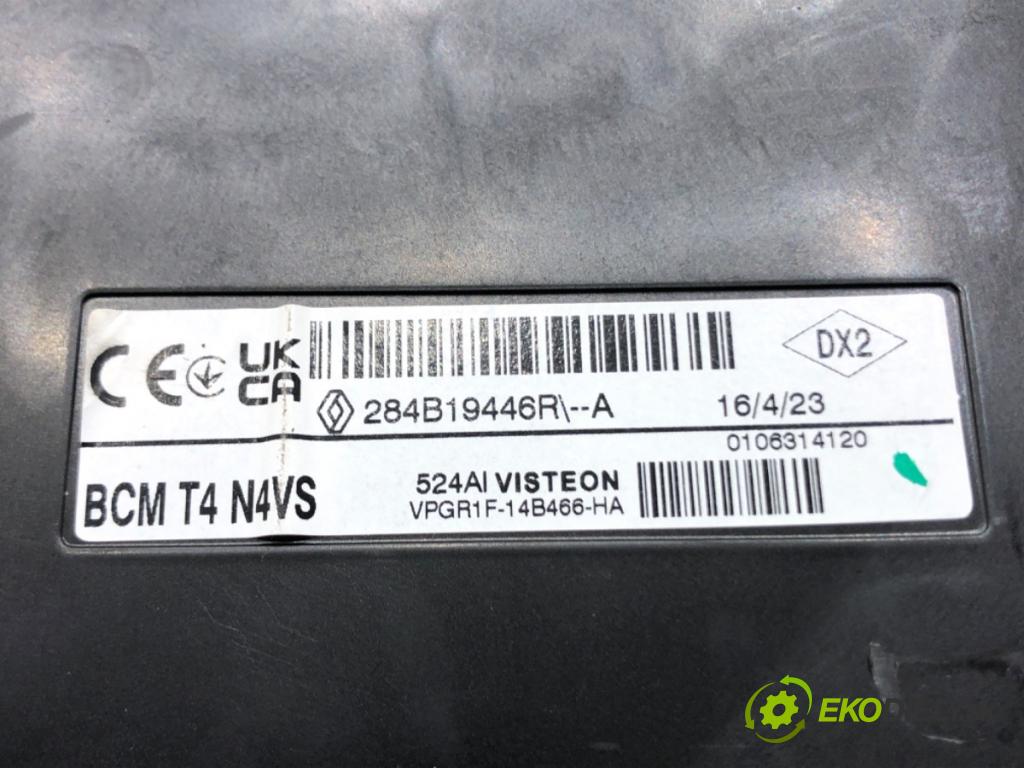 CE UK
CA
DX2
284B19446R\--A 16/4/23
0106314120
BCM T4 N4VS
524AI VISTEON
VPGR1F-14B466-HA
EKO